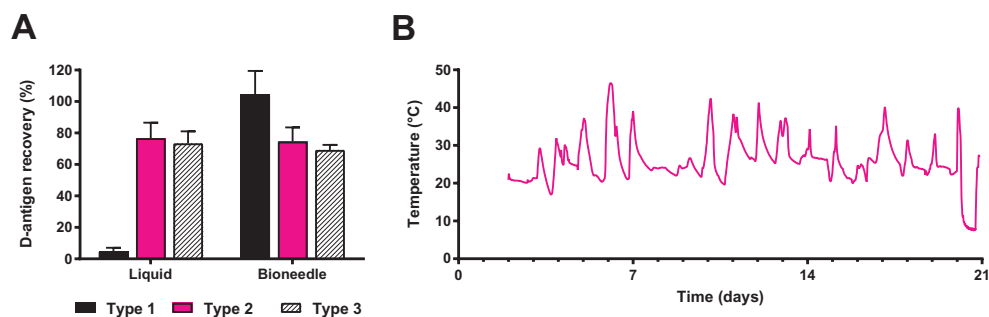 A
D-antigen recovery (%)
120
100
80
60
40
20
0
Liquid Bioneedle
Type 1 Type 2 Type 3
B
Temperature (°C)
50
40
30
20
10
0
0 7 14 21
Time (days)